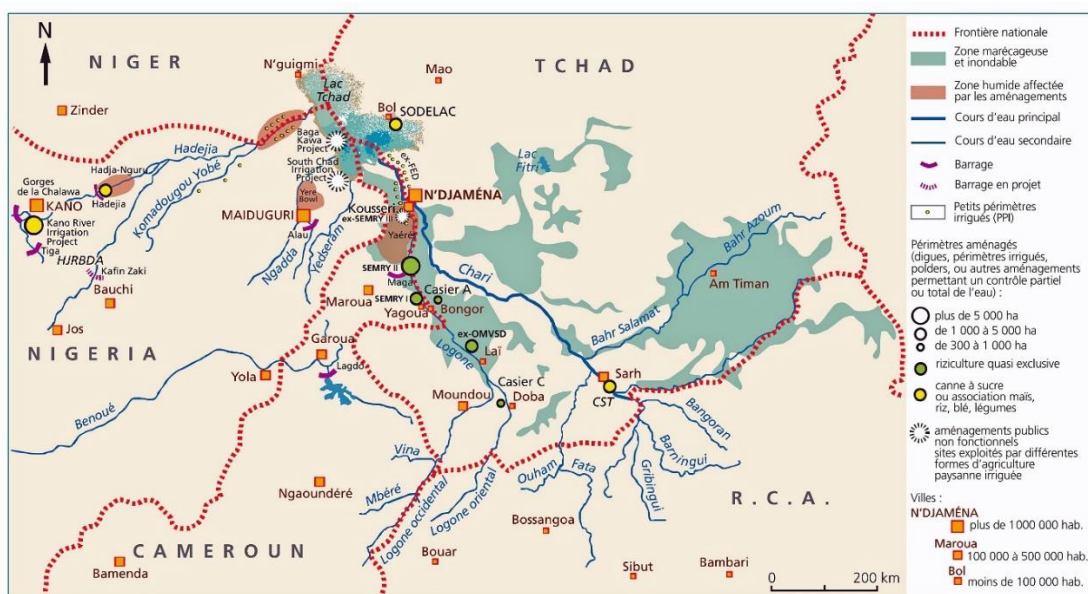 N
NIGER
TCHAD
N'guigmi
Mao
Zinder
Lac
Tchad
Bol
SODELAC
Baga
Kawa
Project
Hadejia
Hadja-Nguru
Gorges
de la Chalawa
Hadejia
KANO
Komadougou Yobé
South Chad
Irrigation
Project
ex-FED
Lac
Fitri
Yere
Bowl
N'DJAMÉNA
Kousseri
ex-SEMRY III
Kano River
Irrigation
Project
Tiga
MAIDUGURI
Alau
Yaérés
HJRBDA
Kafin Zaki
Ngadda
Yedseram
SEMRY II
Maga
Chari
Bahr Azoum
Am Timan
Bauchi
Maroua
SEMRY I
Casier A
Yagoua
Bongor
Bahr Salamat
Jos
NIGERIA
Garoua
ex-OMVSD
Logone
Laï
Yola
Lagdo
Sarh
Moundou
Casier C
Doba
CST
Benoué
Bangoran
Bamingui
Vina
Ouham
Fata
Gribingui
Mbéré
Ngaoundéré
Logone occidental
Logone oriental
R.C.A.
Bossangoa
CAMEROUN
Bouar
Bamenda
Sibut
Bambari
0 200 km
Frontière nationale
Zone marécageuse
et inondable
Zone humide affectée
par les aménagements
Cours d'eau principal
Cours d'eau secondaire
Barrage
Barrage en projet
Petits périmètres
irrigués (PPI)
Périmètres aménagés
(digues, périmètres irrigués,
polders, ou autres aménagements
permettant un contrôle partiel
ou total de l'eau) :
plus de 5 000 ha
de 1 000 à 5 000 ha
de 300 à 1 000 ha
riziculture quasi exclusive
canne à sucre
ou association maïs,
riz, blé, légumes
aménagements publics
non fonctionnels
sites exploités par différentes
formes d'agriculture
paysanne irriguée
Villes :
N'DJAMÉNA
plus de 1000 000 hab.
Maroua
100 000 à 500 000 hab.
Bol
moins de 100 000 hab.